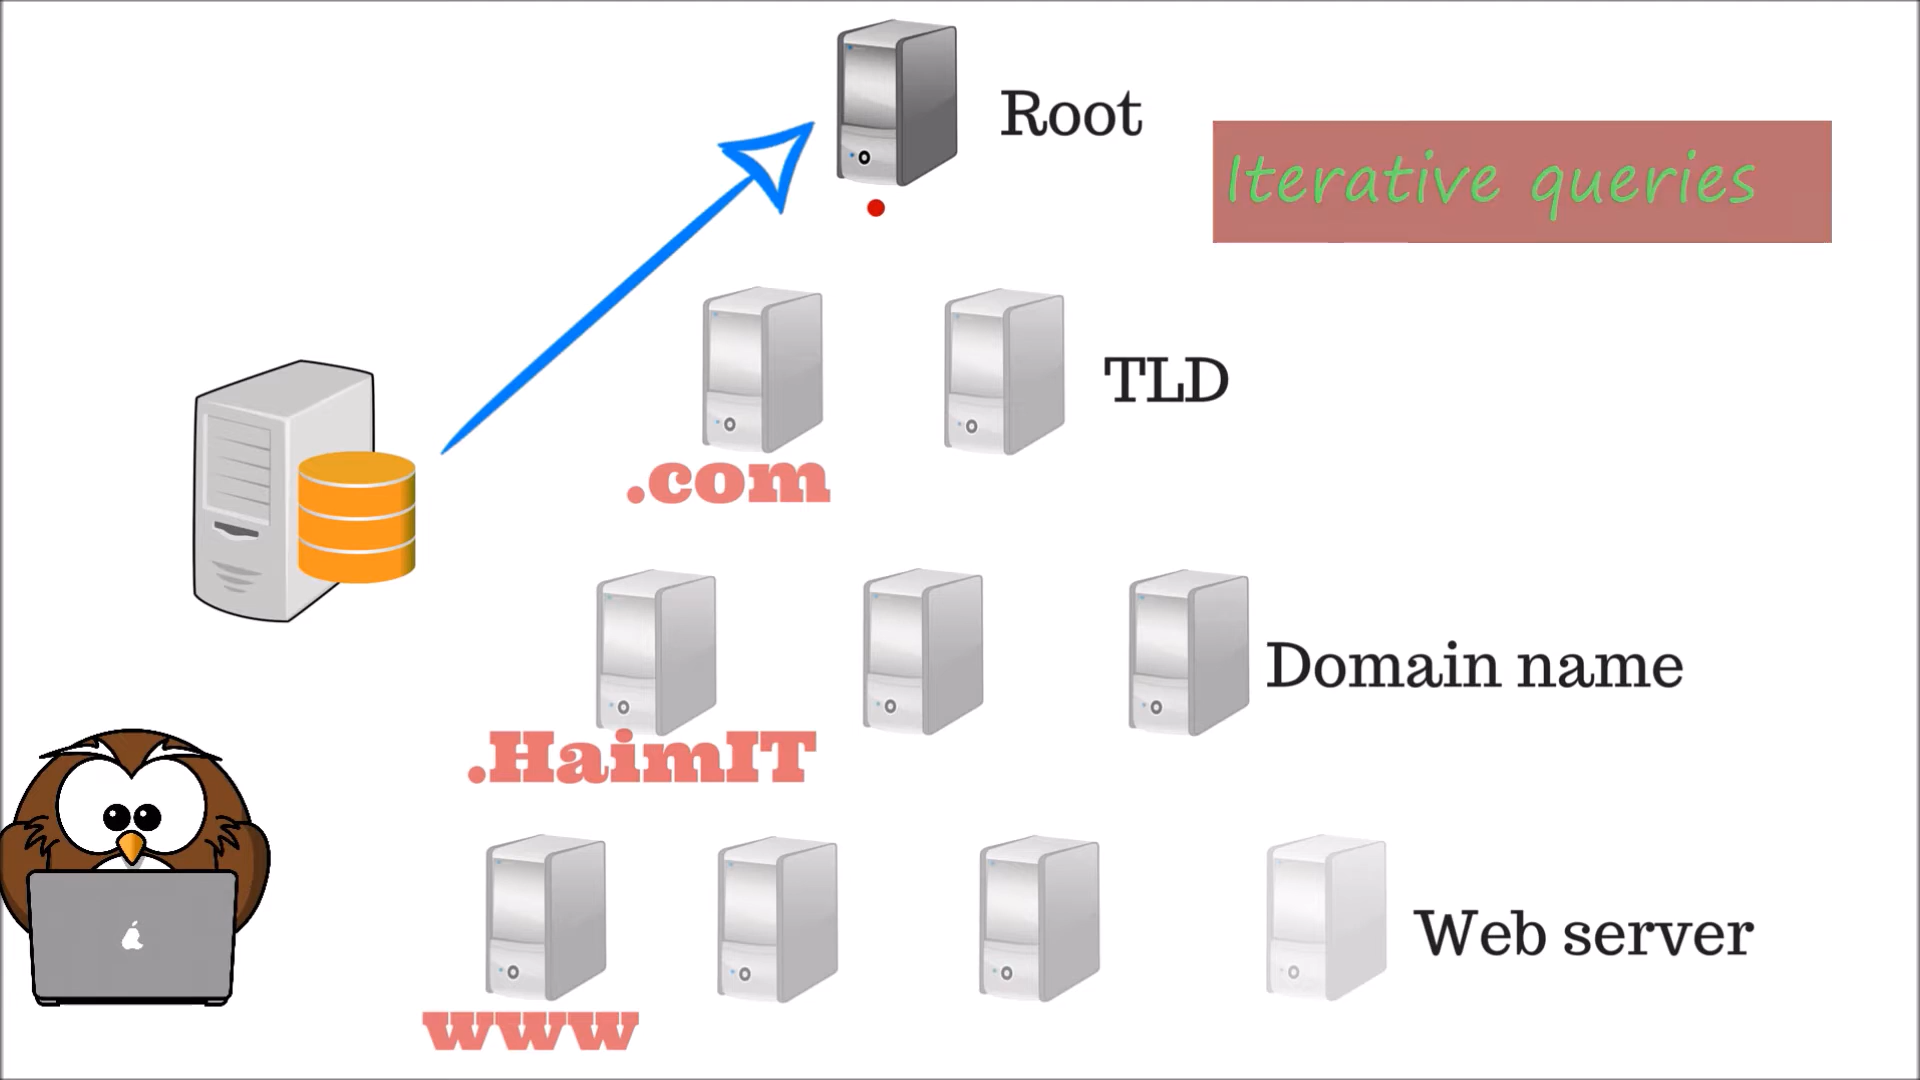 Root
Iterative queries
TLD
.com
Domain name
.HaimIT
Web server
www